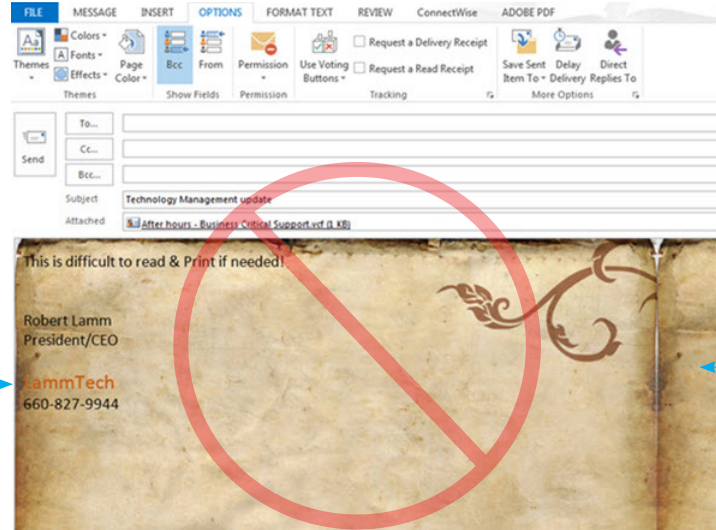 FILE MESSAGE INSERT OPTIONS FORMAT TEXT REVIEW ConnectWise ADOBE PDF
Aa Themes
Colors
A Fonts
Effects
Page Color
Themes
Bcc From
Show Fields
Permission
Permission
Use Voting Buttons
Request a Delivery Receipt
Request a Read Receipt
Tracking
Save Sent Item To
Delay Delivery
Direct Replies To
More Options
Send
To...
Cc...
Bcc...
Subject Technology Management update
Attached After hours - Business Critical Support.vcf (1 KB)
This is difficult to read & Print if needed!
Robert Lamm
President/CEO
LammTech
660-827-9944